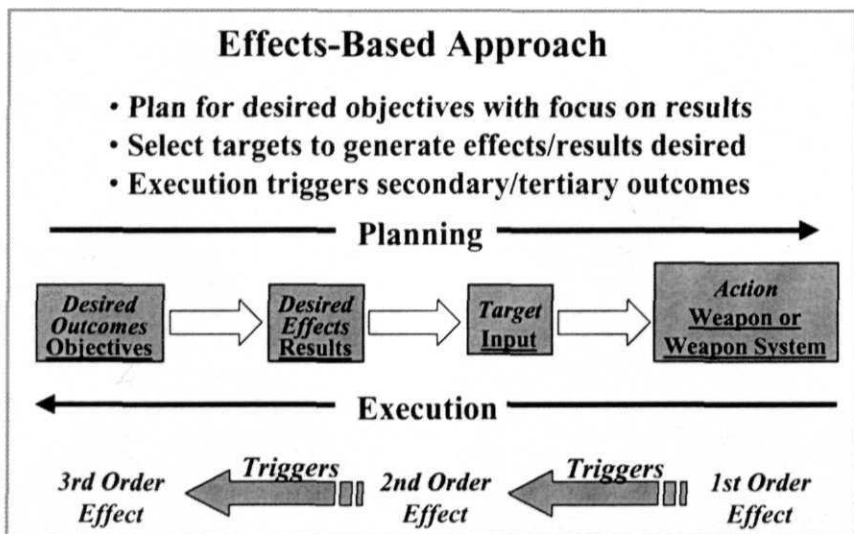 Effects-Based Approach
• Plan for desired objectives with focus on results
• Select targets to generate effects/results desired
• Execution triggers secondary/tertiary outcomes
Planning
Desired
Outcomes
Objectives
Desired
Effects
Results
Target
Input
Action
Weapon or
Weapon System
Execution
3rd Order
Effect
Triggers
2nd Order
Effect
Triggers
1st Order
Effect